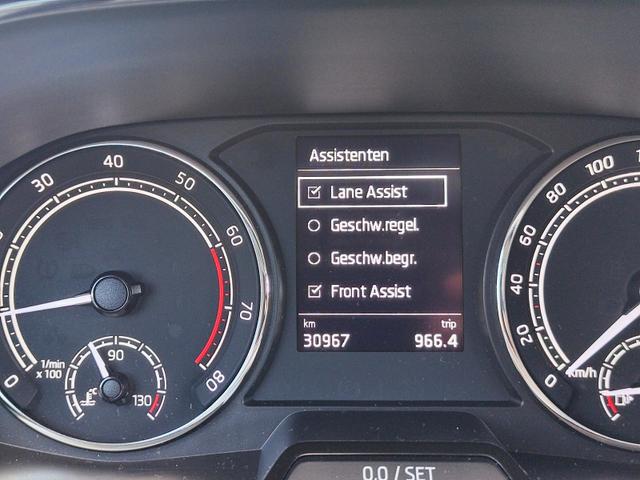 Assistenten
Lane Assist
Geschw.regel.
Geschw.begr.
Front Assist
km trip
30967 966.4
0 30 40 50 60 70 80
1/min
x 100
90 130
°C
0 20 40 60 80 100
km/h
0.0 / SET